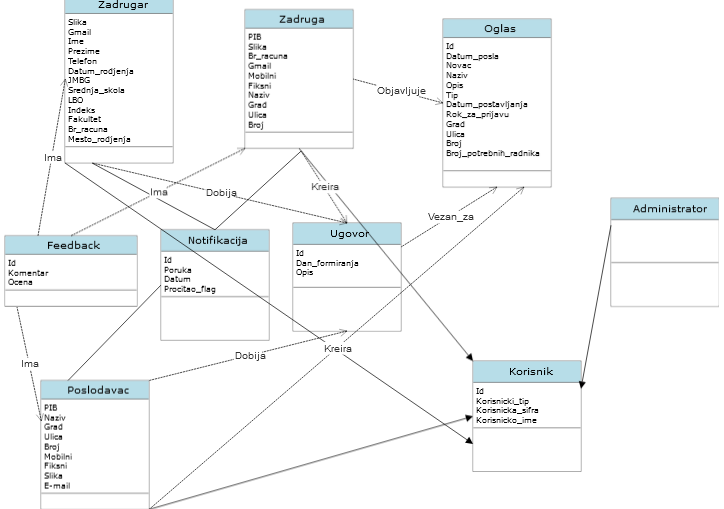 Zadrugar
Slika
Gmail
Ime
Prezime
Telefon
Datum_rodjenja
JMBG
Srednja_skola
LBO
Indeks
Fakultet
Br_racuna
Mesto_rodjenja
Zadruga
PIB
Slika
Br_racuna
Gmail
Mobilni
Fiksni
Naziv
Grad
Ulica
Broj
Oglas
Id
Datum_posla
Novac
Naziv
Opis
Tip
Datum_postavljanja
Rok_za_prijavu
Grad
Ulica
Broj
Broj_potrebnih_radnika
Objavljuje
Ima
Ima
Dobija
Kreira
Vezan_za
Administrator
Feedback
Id
Komentar
Ocena
Notifikacija
Id
Poruka
Datum
Procitao_flag
Ugovor
Id
Dan_formiranja
Opis
Ima
Dobija
Kreira
Poslodavac
PIB
Naziv
Grad
Ulica
Broj
Mobilni
Fiksni
Slika
E-mail
Korisnik
Id
Korisnicki_tip
Korisnicka_sifra
Korisnicko_ime